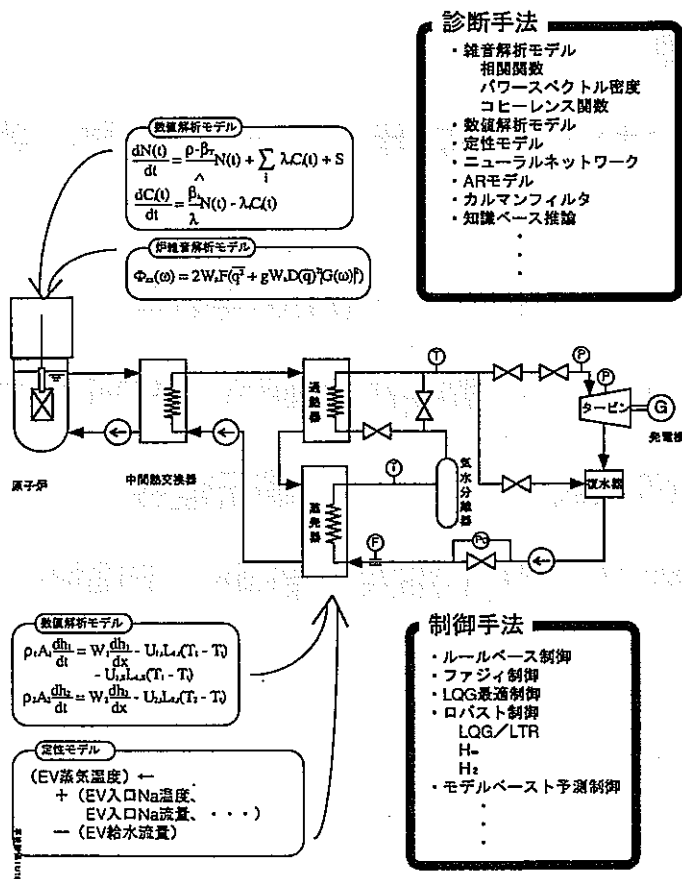 診断手法
・雑音解析モデル
相関関数
パワースペクトル密度
コヒーレンス関数
・数値解析モデル
・定性モデル
・ニューラルネットワーク
・ARモデル
・カルマンフィルタ
・知識ベース推論
・
・
・
数値解析モデル
dN(t)/dt = ρ-βT/Λ N(t) + Σi λiCi(t) + S
dCi(t)/dt = βi/λ N(t) - λiCi(t)
炉雑音解析モデル
T
P
P
過熱器
タービン
G
発電機
原子炉
中間熱交換器
気水分離器
復水器
蒸発器
T
F
数値解析モデル
定性モデル
(EV蒸気温度) ←
+ (EV入口Na温度、
EV入口Na流量、・・・)
ー (EV給水流量)
制御手法
・ルールベース制御
・ファジィ制御
・LQG最適制御
・ロバスト制御
LQG/LTR
H∞
H₂
・モデルベースト予測制御
・
・
・